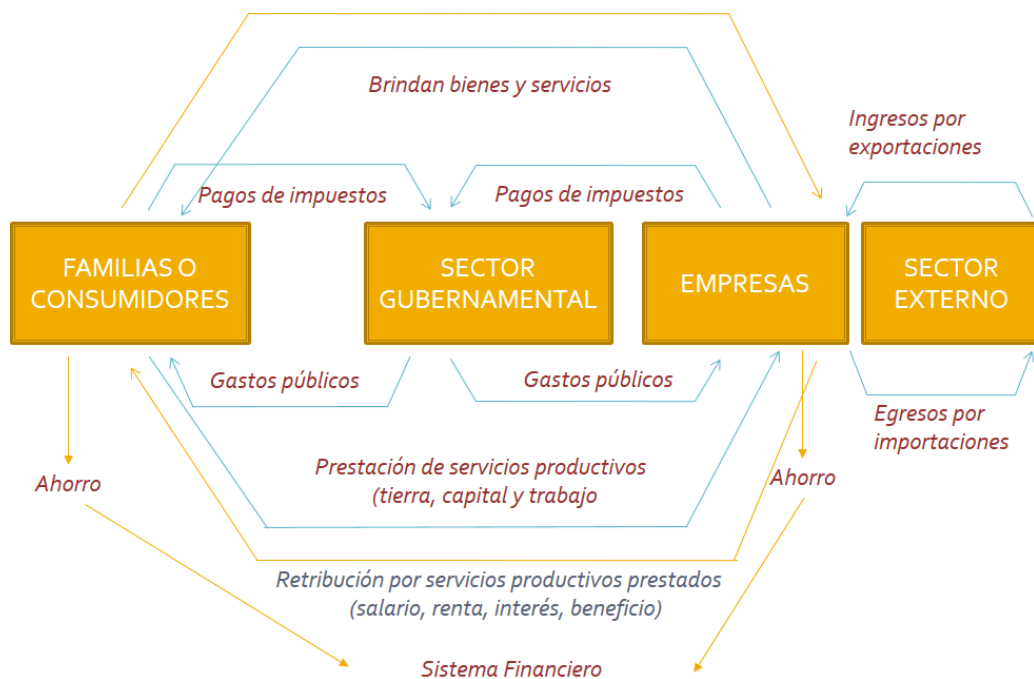 Brindan bienes y servicios
Ingresos por
exportaciones
Pagos de impuestos
Pagos de impuestos
FAMILIAS O
CONSUMIDORES
SECTOR
GUBERNAMENTAL
EMPRESAS
SECTOR
EXTERNO
Gastos públicos
Gastos públicos
Egresos por
importaciones
Prestación de servicios productivos
(tierra, capital y trabajo
Ahorro
Ahorro
Retribución por servicios productivos prestados
(salario, renta, interés, beneficio)
Sistema Financiero